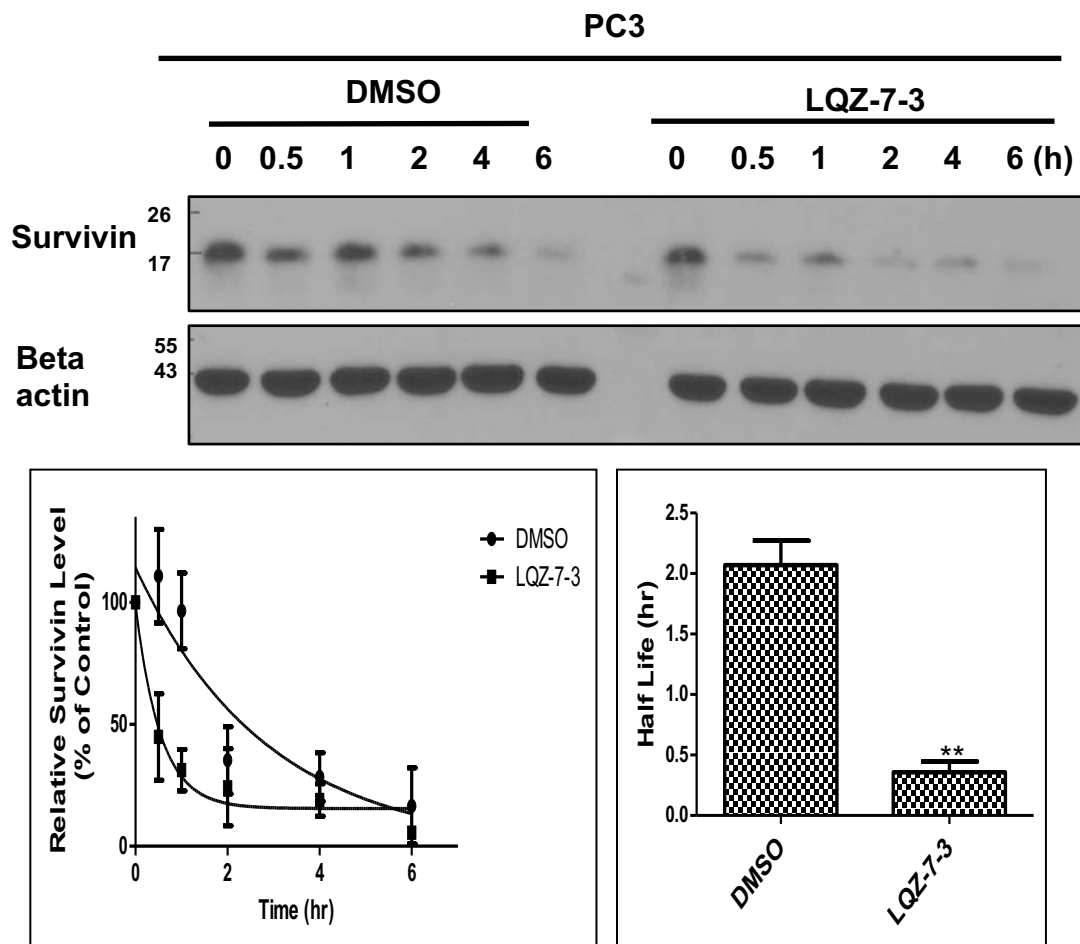 PC3
DMSO LQZ-7-3
0 0.5 1 2 4 6 0 0.5 1 2 4 6 (h)
Survivin
26
17
Beta
actin
55
43
Relative Survivin Level
(% of Control)
100
50
0
0 2 4 6
Time (hr)
DMSO
LQZ-7-3
Half Life (hr)
2.5
2.0
1.5
1.0
0.5
0.0
**
DMSO
LQZ-7-3